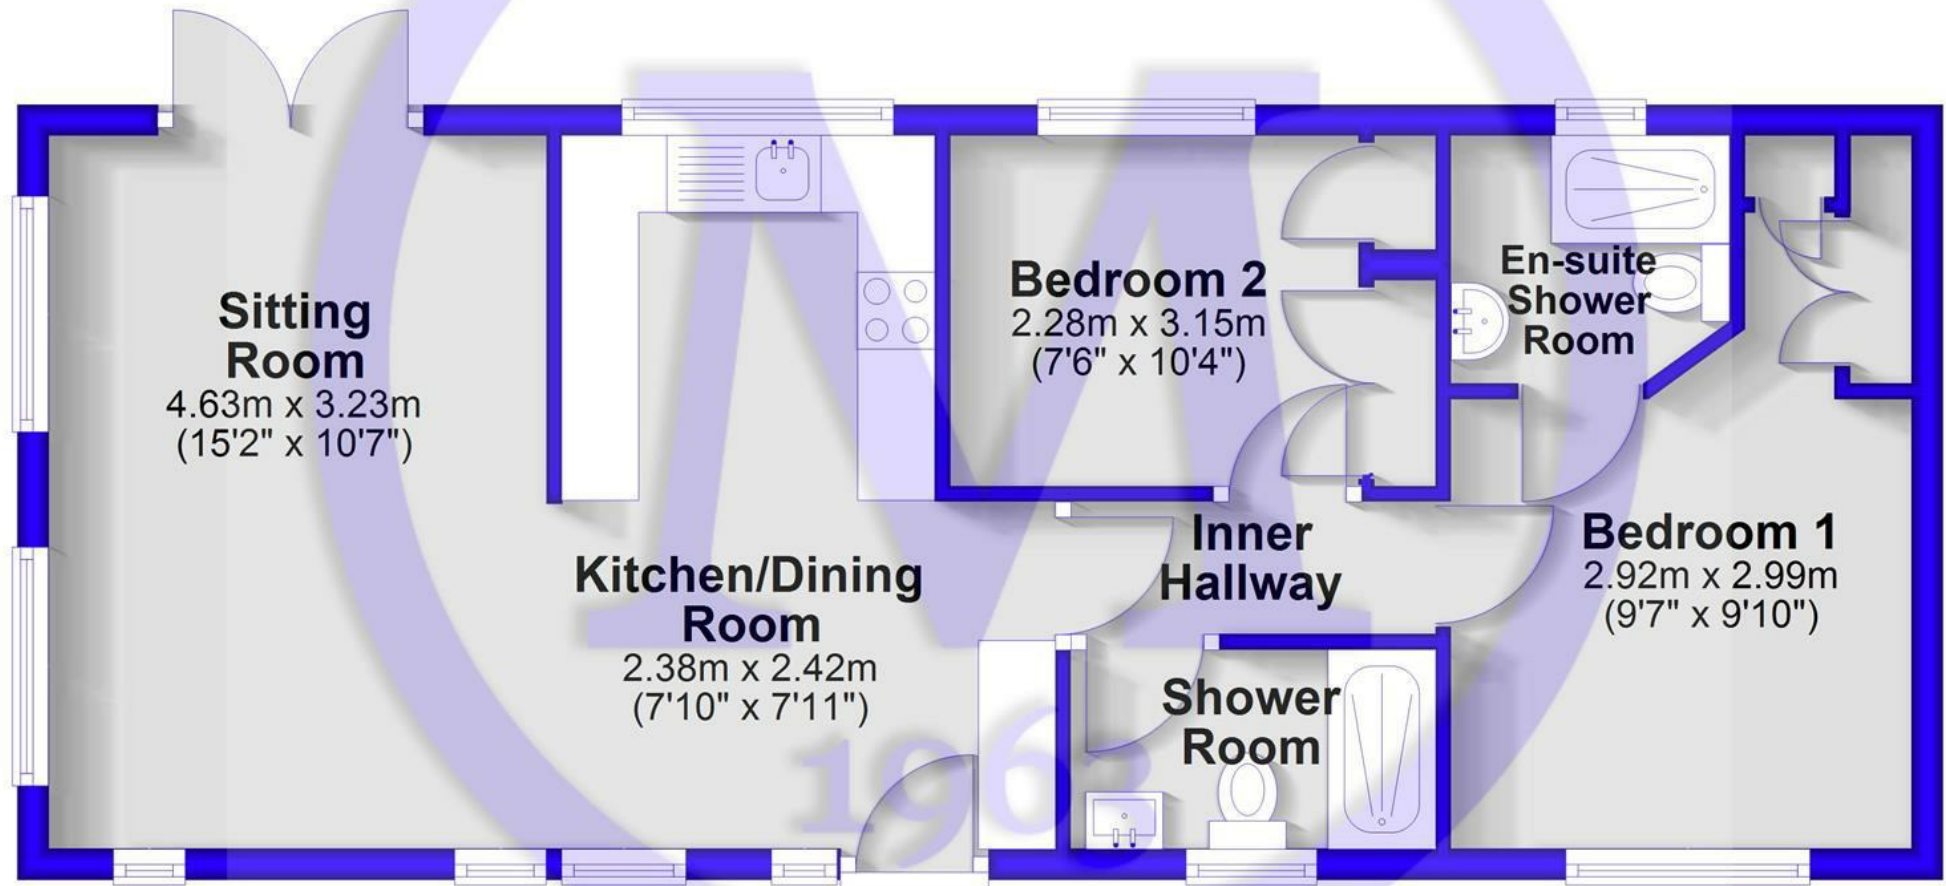 Sitting
Room
4.63m x 3.23m
(15'2" x 10'7")
Kitchen/Dining
Room
2.38m x 2.42m
(7'10" x 7'11")
Bedroom 2
2.28m x 3.15m
(7'6" x 10'4")
En-suite
Shower
Room
Inner
Hallway
Bedroom 1
2.92m x 2.99m
(9'7" x 9'10")
Shower
Room
M
1963